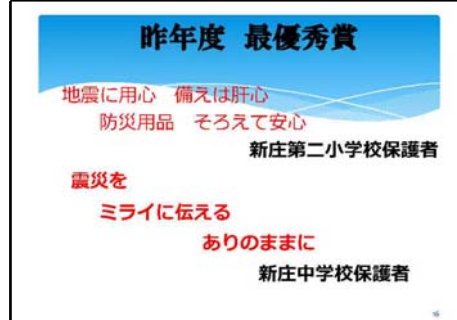 昨年度 最優秀賞
地震に用心 備えは肝心
防災用品 そろえて安心
新庄第二小学校保護者
震災を
ミライに伝える
ありのままに
新庄中学校保護者